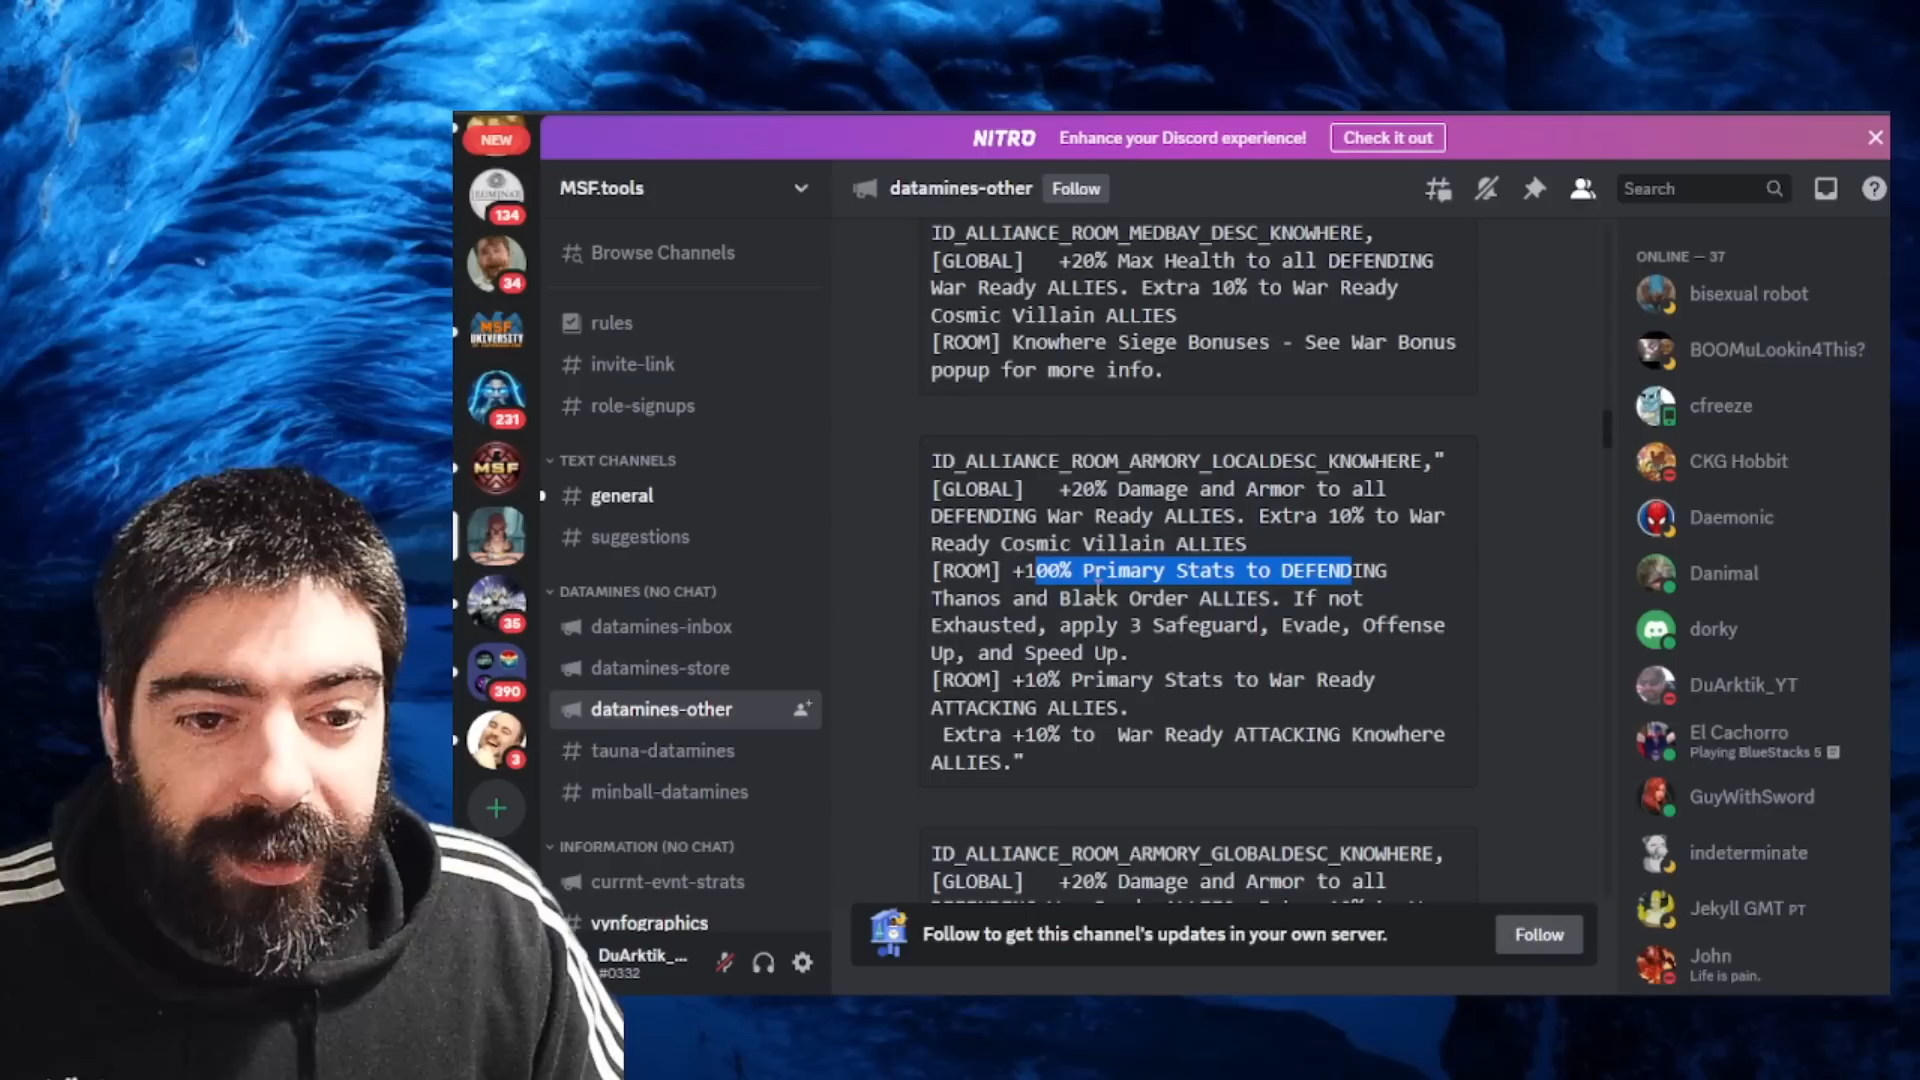 NEW
134
34
MSF
UNIVERSITY
231
MSF
35
390
3
NITRO Enhance your Discord experience! Check it out
MSF.tools
Browse Channels
rules
invite-link
role-signups
TEXT CHANNELS
general
suggestions
DATAMINES (NO CHAT)
datamines-inbox
datamines-store
datamines-other
tauna-datamines
minball-datamines
INFORMATION (NO CHAT)
currnt-evnt-strats
vynfographics
DuArktik_...
#0332
datamines-other Follow
Search
ID_ALLIANCE_ROOM_MEDBAY_DESC_KNOWHERE,
[GLOBAL] +20% Max Health to all DEFENDING
War Ready ALLIES. Extra 10% to War Ready
Cosmic Villain ALLIES
[ROOM] Knowhere Siege Bonuses - See War Bonus
popup for more info.
ID_ALLIANCE_ROOM_ARMORY_LOCALDESC_KNOWHERE,"
[GLOBAL] +20% Damage and Armor to all
DEFENDING War Ready ALLIES. Extra 10% to War
Ready Cosmic Villain ALLIES
[ROOM] +100% Primary Stats to DEFENDING
Thanos and Black Order ALLIES. If not
Exhausted, apply 3 Safeguard, Evade, Offense
Up, and Speed Up.
[ROOM] +10% Primary Stats to War Ready
ATTACKING ALLIES.
Extra +10% to War Ready ATTACKING Knowhere
ALLIES."
ID_ALLIANCE_ROOM_ARMORY_GLOBALDESC_KNOWHERE,
[GLOBAL] +20% Damage and Armor to all
Follow to get this channel's updates in your own server. Follow
ONLINE — 37
bisexual robot
BOOMuLookin4This?
cfreeze
CKG Hobbit
Daemonic
Danimal
dorky
DuArktik_YT
El Cachorro
Playing BlueStacks 5
GuyWithSword
indeterminate
Jekyll GMT PT
John
Life is pain.